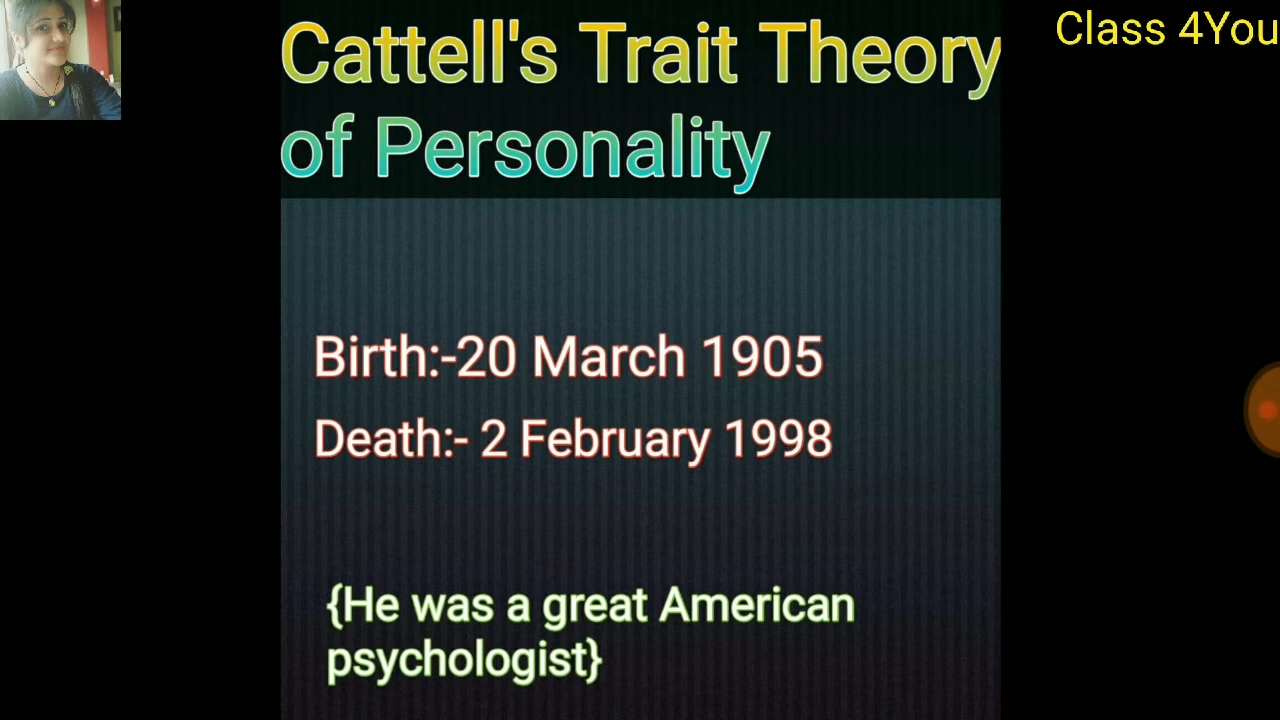 Cattell's Trait Theory
of Personality
Class 4You
Birth:-20 March 1905
Death:- 2 February 1998
{He was a great American
psychologist}